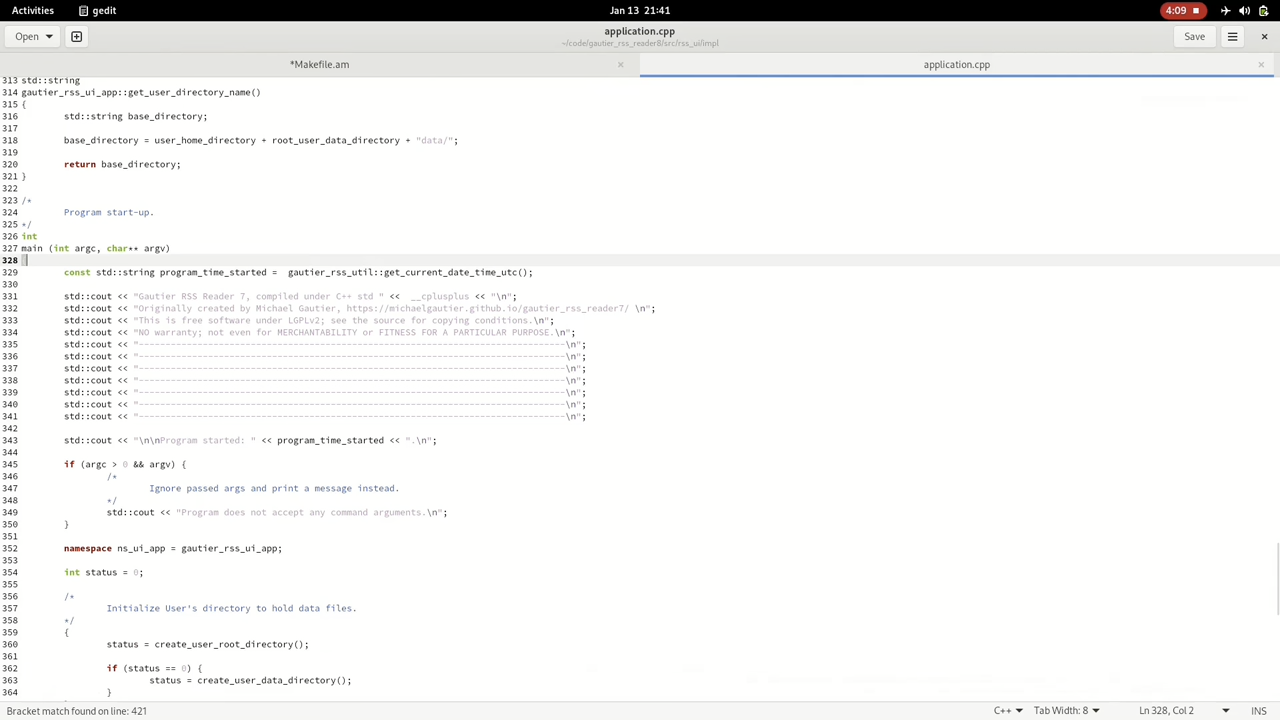 Activities gedit Jan 13 21:41 4:09
Open application.cpp Save
~/code/gautier_rss_reader8/src/rss_ui/impl
*Makefile.am × application.cpp ×
313 std::string
314 gautier_rss_ui_app::get_user_directory_name()
315 {
316 std::string base_directory;
317
318 base_directory = user_home_directory + root_user_data_directory + "data/";
319
320 return base_directory;
321 }
322
323 /*
324 Program start-up.
325 */
326 int
327 main (int argc, char** argv)
328 {
329 const std::string program_time_started =  gautier_rss_util::get_current_date_time_utc();
330
331 std::cout << "Gautier RSS Reader 7, compiled under C++ std " <<  __cplusplus << "\n";
332 std::cout << "Originally created by Michael Gautier, https://michaelgautier.github.io/gautier_rss_reader7/ \n";
333 std::cout << "This is free software under LGPLv2; see the source for copying conditions.\n";
334 std::cout << "NO warranty; not even for MERCHANTABILITY or FITNESS FOR A PARTICULAR PURPOSE.\n";
335 std::cout << "--------------------------------------------------------------------------------\n";
336 std::cout << "--------------------------------------------------------------------------------\n";
337 std::cout << "--------------------------------------------------------------------------------\n";
338 std::cout << "--------------------------------------------------------------------------------\n";
339 std::cout << "--------------------------------------------------------------------------------\n";
340 std::cout << "--------------------------------------------------------------------------------\n";
341 std::cout << "--------------------------------------------------------------------------------\n";
342
343 std::cout << "\n\nProgram started: " << program_time_started << ".\n";
344
345 if (argc > 0 && argv) {
346 /*
347 Ignore passed args and print a message instead.
348 */
349 std::cout << "Program does not accept any command arguments.\n";
350 }
351
352 namespace ns_ui_app = gautier_rss_ui_app;
353
354 int status = 0;
355
356 /*
357 Initialize User's directory to hold data files.
358 */
359 {
360 status = create_user_root_directory();
361
362 if (status == 0) {
363 status = create_user_data_directory();
364 }
Bracket match found on line: 421 C++ Tab Width: 8 Ln 328, Col 2 INS